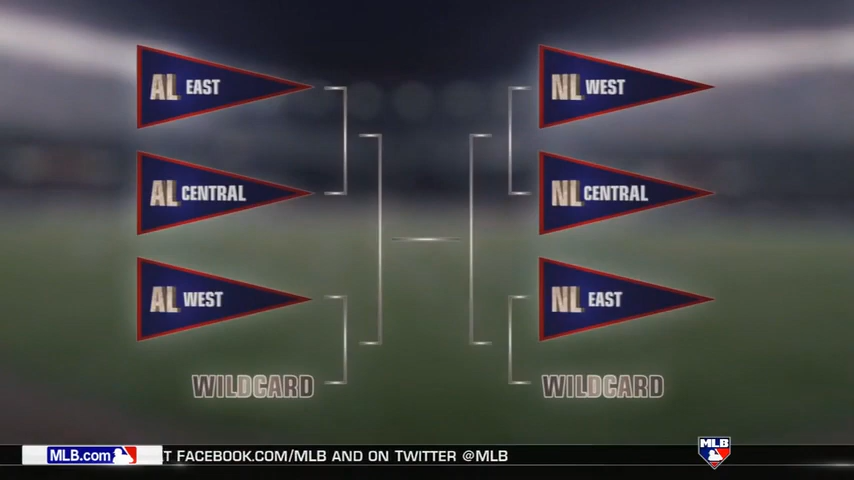 AL EAST
AL CENTRAL
AL WEST
WILDCARD
NL WEST
NL CENTRAL
NL EAST
WILDCARD
MLB.com
T FACEBOOK.COM/MLB AND ON TWITTER @MLB
MLB